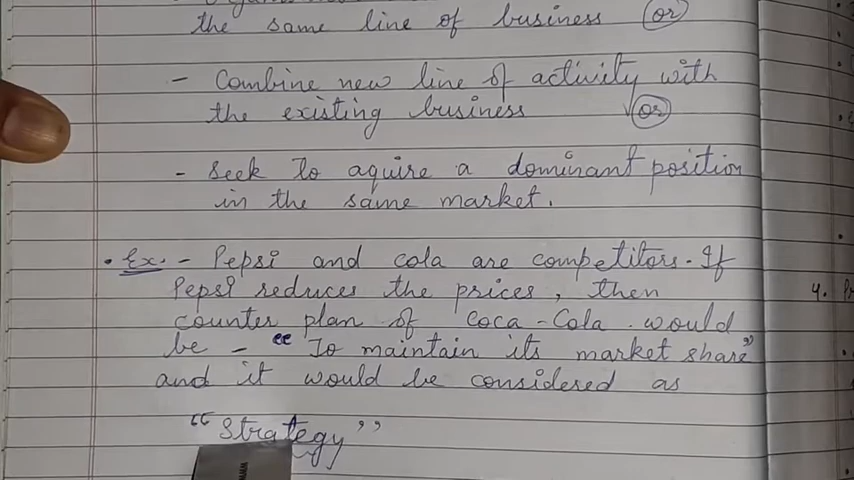 the same line of business (or)
- Combine new line of activity with
the existing business (or)
- Seek to aquire a dominant position
in the same market.
• Ex. - Pepsi and cola are competitors. If
Pepsi reduces the prices, then
counter plan of Coca-Cola would
be - "To maintain its market share"
and it would be considered as
"Strategy"
4.